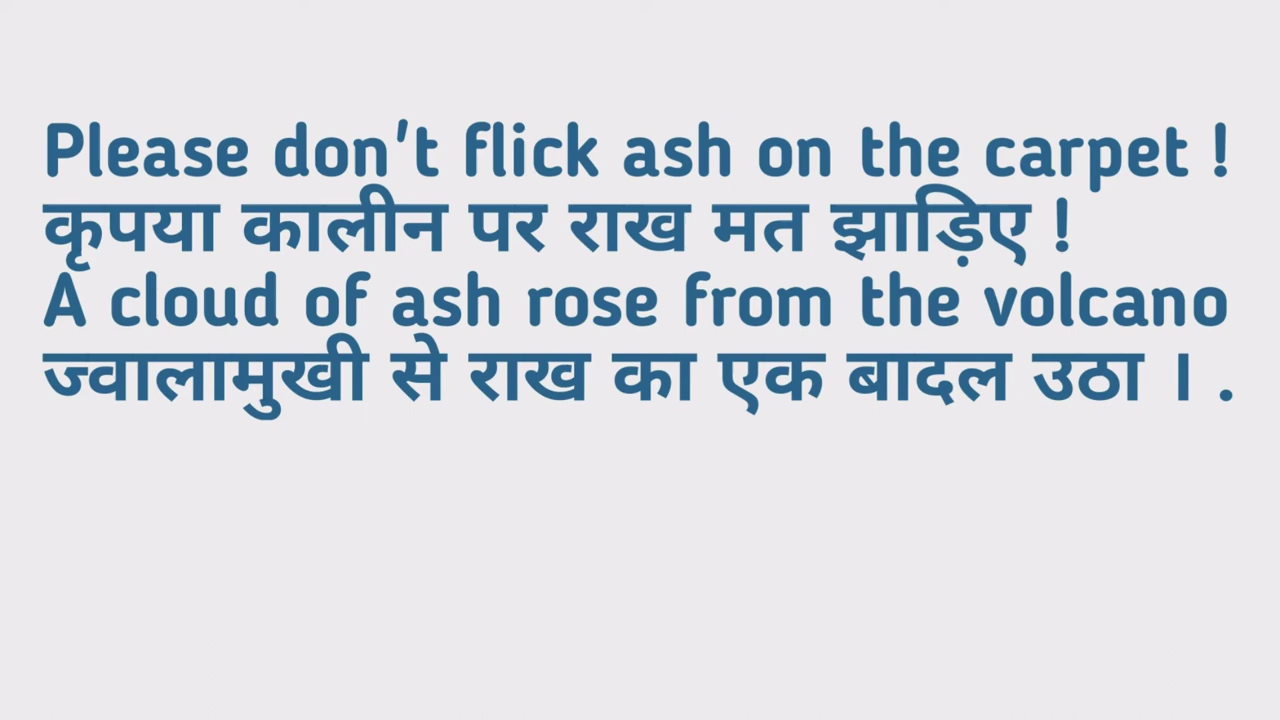 Please don't flick ash on the carpet !
कृपया कालीन पर राख मत झाड़िए !
A cloud of ash rose from the volcano
ज्वालामुखी से राख का एक बादल उठा । .